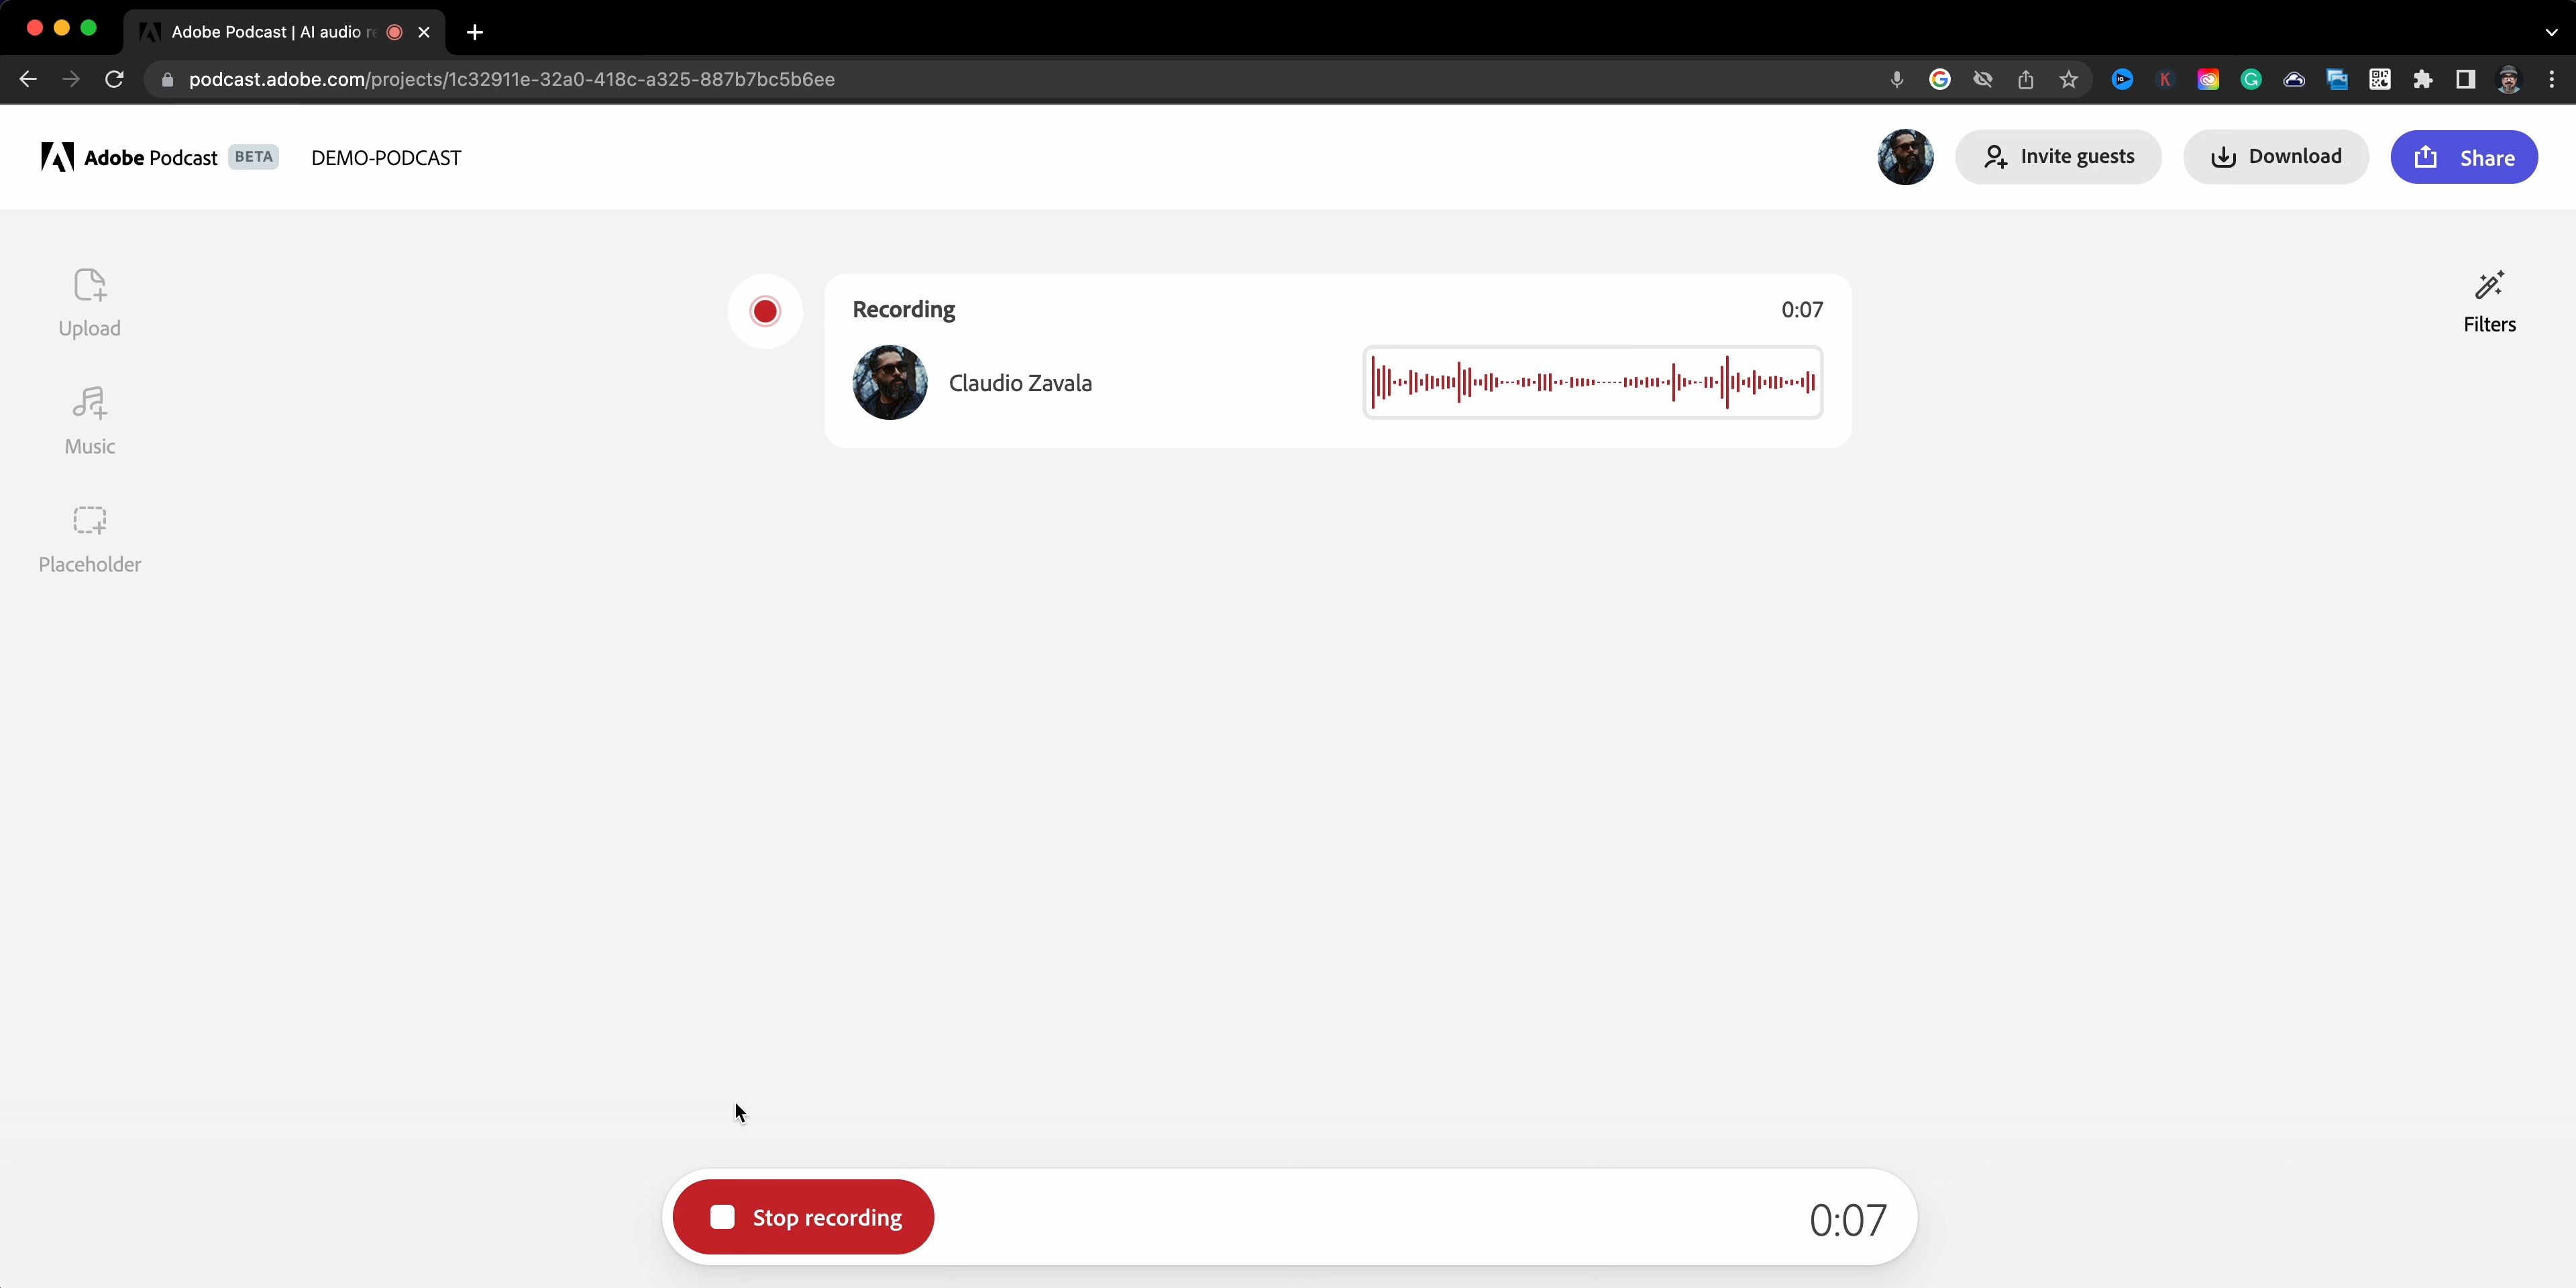 Adobe Podcast | AI audio re
podcast.adobe.com/projects/1c32911e-32a0-418c-a325-887b7bc5b6ee
Adobe Podcast BETA DEMO-PODCAST
Invite guests
Download
Share
Upload
Music
Placeholder
Recording 0:07
Claudio Zavala
Filters
Stop recording 0:07